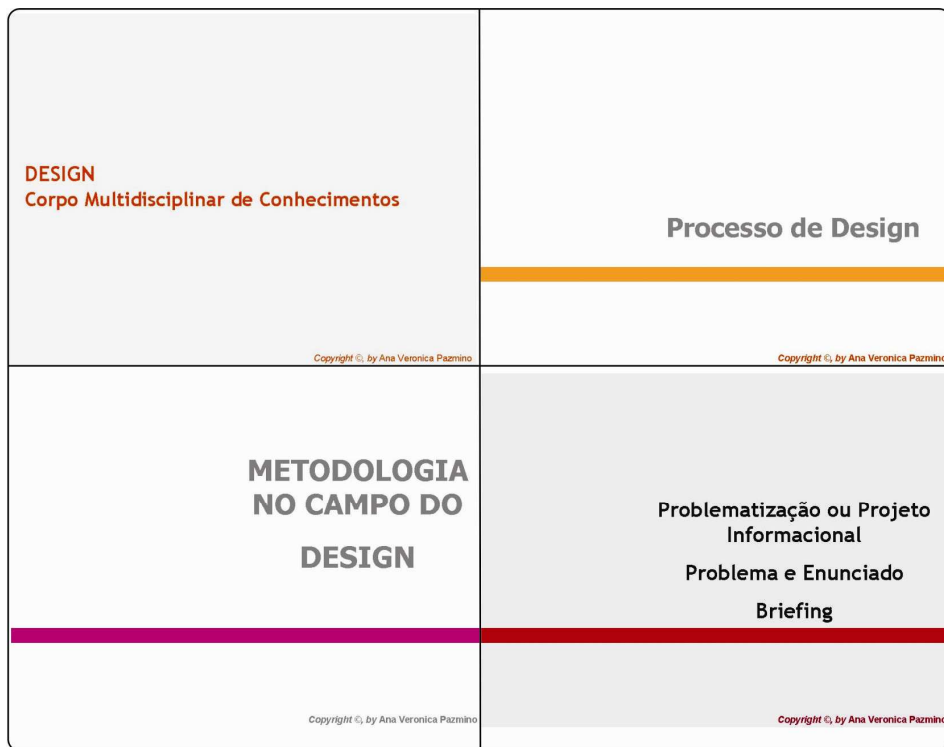 DESIGN
Corpo Multidisciplinar de Conhecimentos
Copyright ©, by Ana Veronica Pazmino
Processo de Design
Copyright ©, by Ana Veronica Pazmino
METODOLOGIA
NO CAMPO DO
DESIGN
Copyright ©, by Ana Veronica Pazmino
Problematização ou Projeto
Informacional
Problema e Enunciado
Briefing
Copyright ©, by Ana Veronica Pazmino